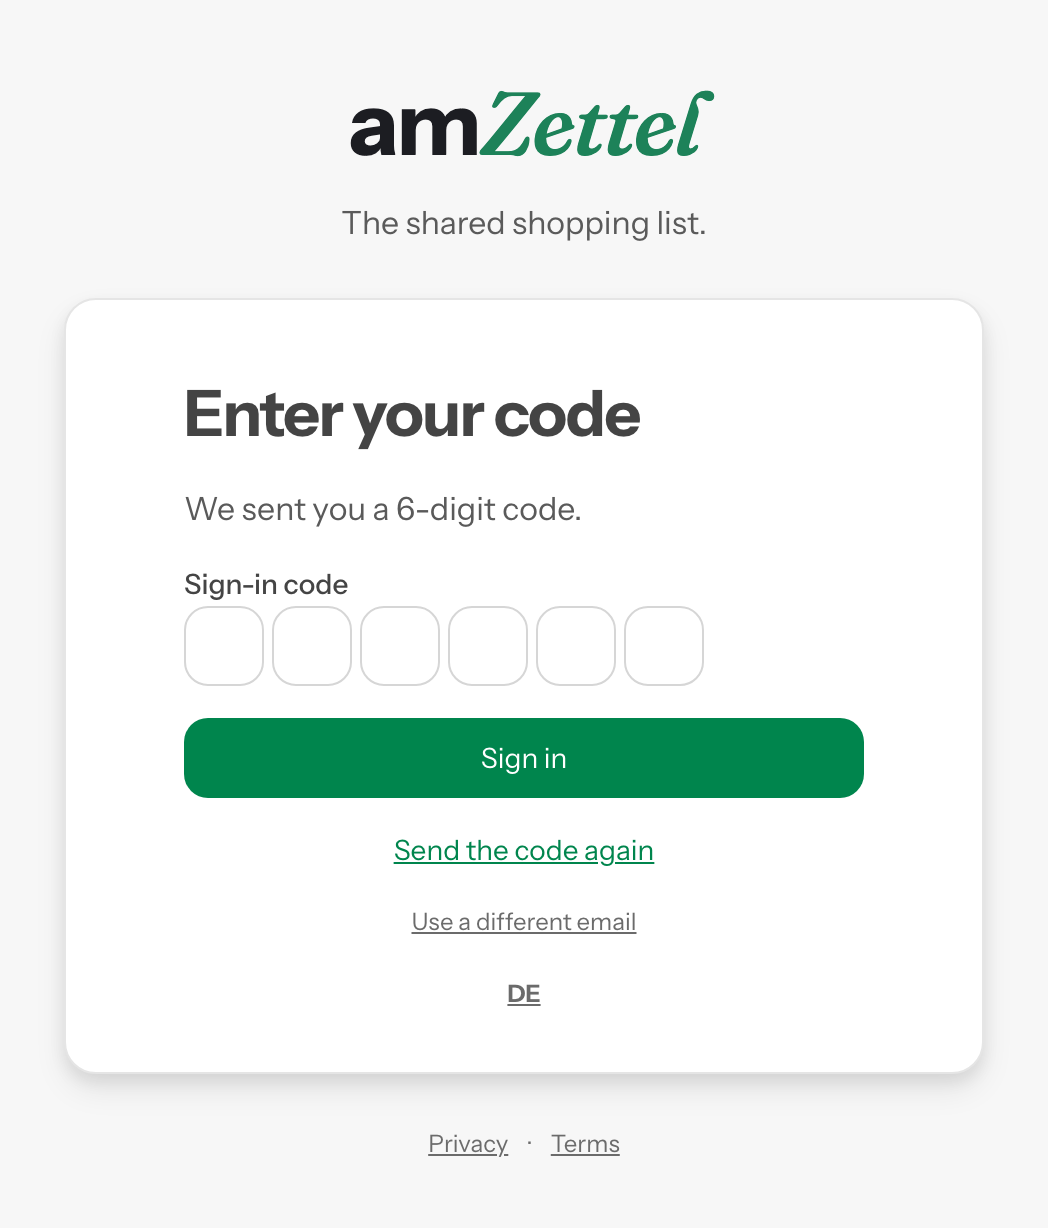 amZettel
The shared shopping list.
Enter your code
We sent you a 6-digit code.
Sign-in code
Sign in
Send the code again
Use a different email
DE
Privacy · Terms